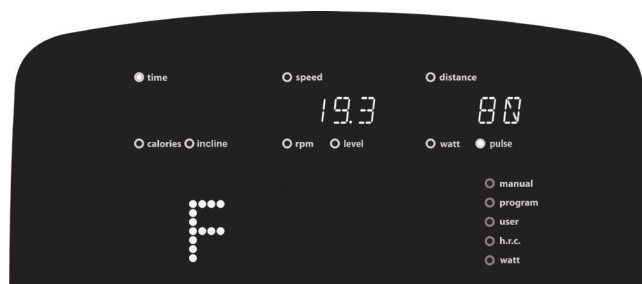 time speed distance
19.3 80
calories incline rpm level watt pulse
manual
program
user
h.r.c.
watt
F